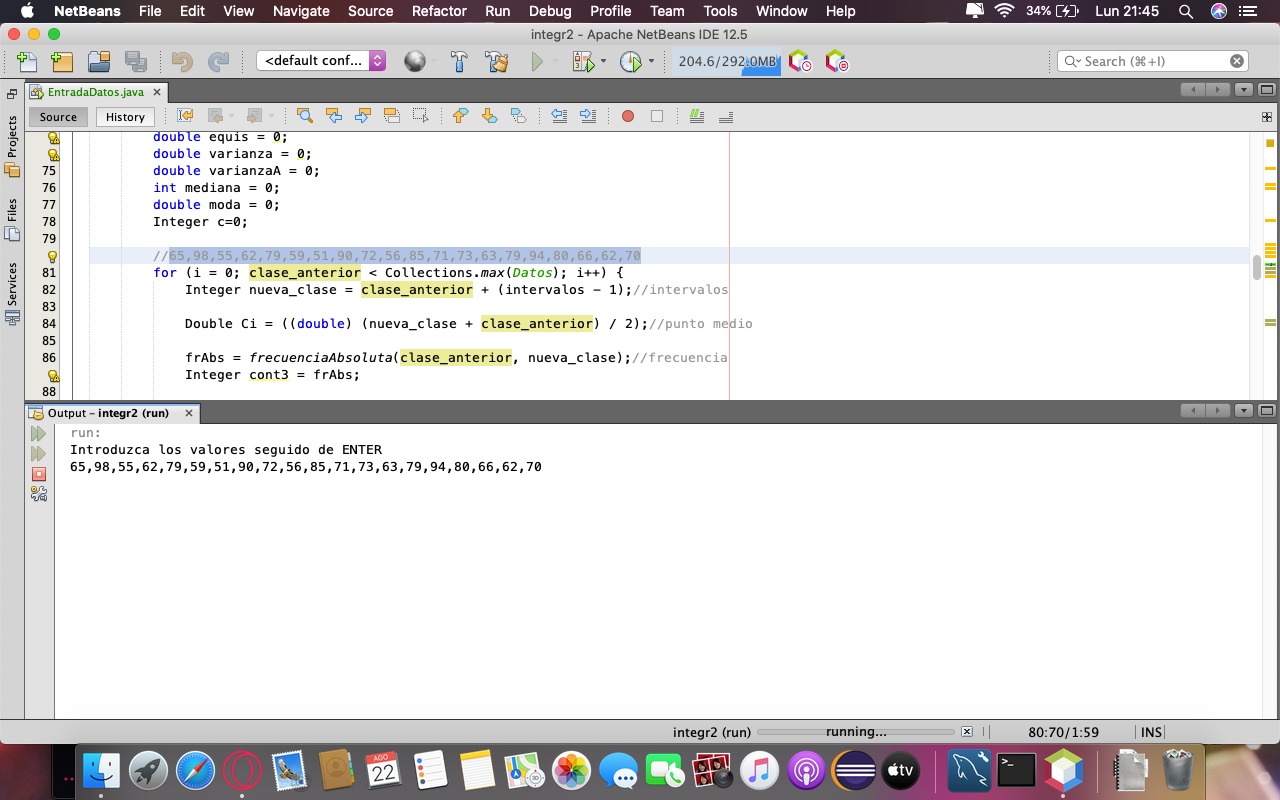 NetBeans File Edit View Navigate Source Refactor Run Debug Profile Team Tools Window Help 34% Lun 21:45
integr2 - Apache NetBeans IDE 12.5
<default conf... 204.6/292.0MB Search (⌘+I)
EntradaDatos.java
Source History
Projects
Files
Services
double equis = 0;
double varianza = 0;
75 double varianzaA = 0;
76 int mediana = 0;
77 double moda = 0;
78 Integer c=0;
79
//65,98,55,62,79,59,51,90,72,56,85,71,73,63,79,94,80,66,62,70
81 for (i = 0; clase_anterior < Collections.max(Datos); i++) {
82 Integer nueva_clase = clase_anterior + (intervalos - 1);//intervalos
83
84 Double Ci = ((double) (nueva_clase + clase_anterior) / 2);//punto medio
85
86 frAbs = frecuenciaAbsoluta(clase_anterior, nueva_clase);//frecuencia
Integer cont3 = frAbs;
88
Output - integr2 (run)
run:
Introduzca los valores seguido de ENTER
65,98,55,62,79,59,51,90,72,56,85,71,73,63,79,94,80,66,62,70
integr2 (run) running... 80:70/1:59 INS
AGO
22
tv
>_